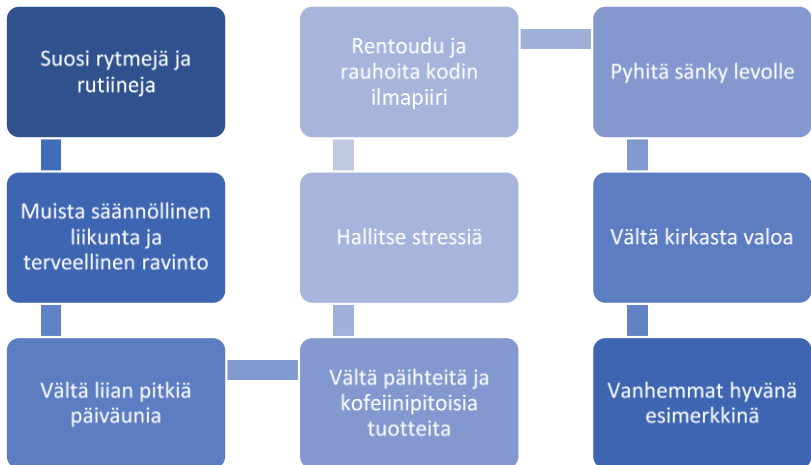 Suosi rytmejä ja
rutiineja
Muista säännöllinen
liikunta ja
terveellinen ravinto
Vältä liian pitkiä
päiväunia
Vältä päihteitä ja
kofeiinipitoisia
tuotteita
Hallitse stressiä
Rentoudu ja
rauhoita kodin
ilmapiiri
Pyhitä sänky levolle
Vältä kirkasta valoa
Vanhemmat hyvänä
esimerkkinä